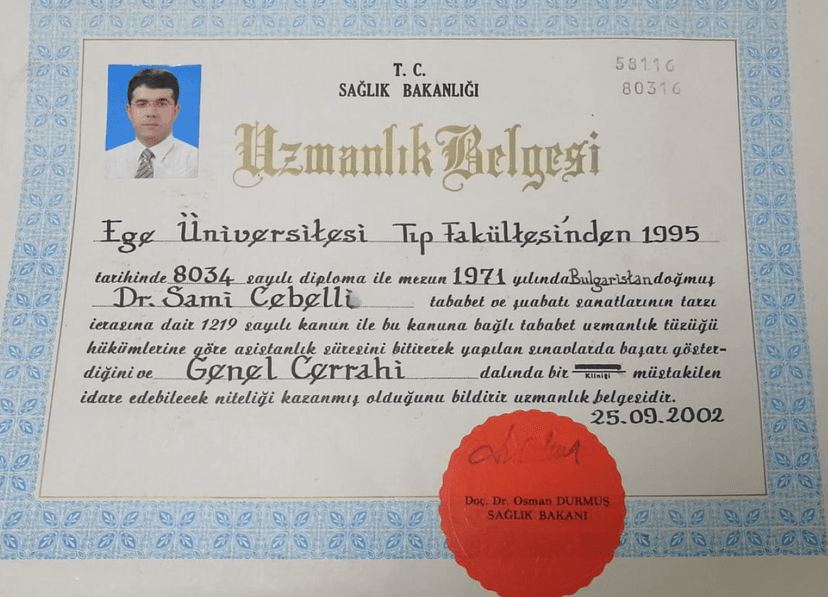 T. C.
SAĞLIK BAKANLIĞI
58116
80316
Uzmanlık Belgesi
Ege Üniversitesi Tıp Fakültesi'nden 1995
tarihinde 8034 sayılı diploma ile mezun 1971 yılında Bulgaristan doğmuş
Dr. Sami Cebelli tababet ve şuabatı sanatlarının tarzı
icrasına dair 1219 sayılı kanun ile bu kanuna bağlı tababet uzmanlık tüzüğü
hükümlerine göre asistanlık süresini bitirerek yapılan sınavlarda başarı göster-
diğini ve Genel Cerrahi dalında bir Kliniği müstakilen
idare edebilecek niteliği kazanmış olduğunu bildirir uzmanlık belgesidir.
25.09.2002
Doç. Dr. Osman DURMUŞ
SAĞLIK BAKANI